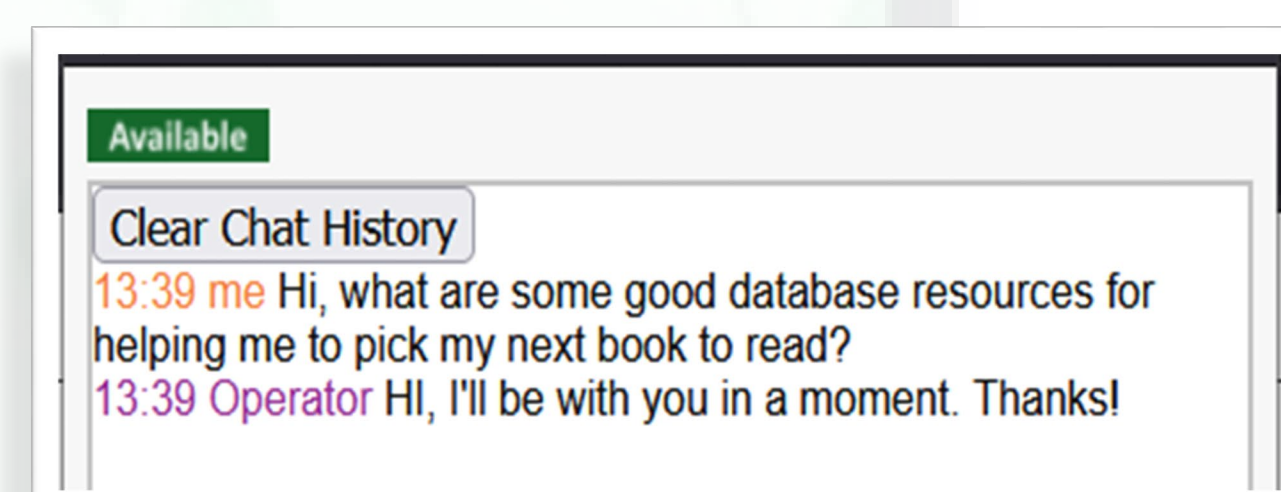 Available
Clear Chat History
13:39 me Hi, what are some good database resources for
helping me to pick my next book to read?
13:39 Operator HI, I'll be with you in a moment. Thanks!